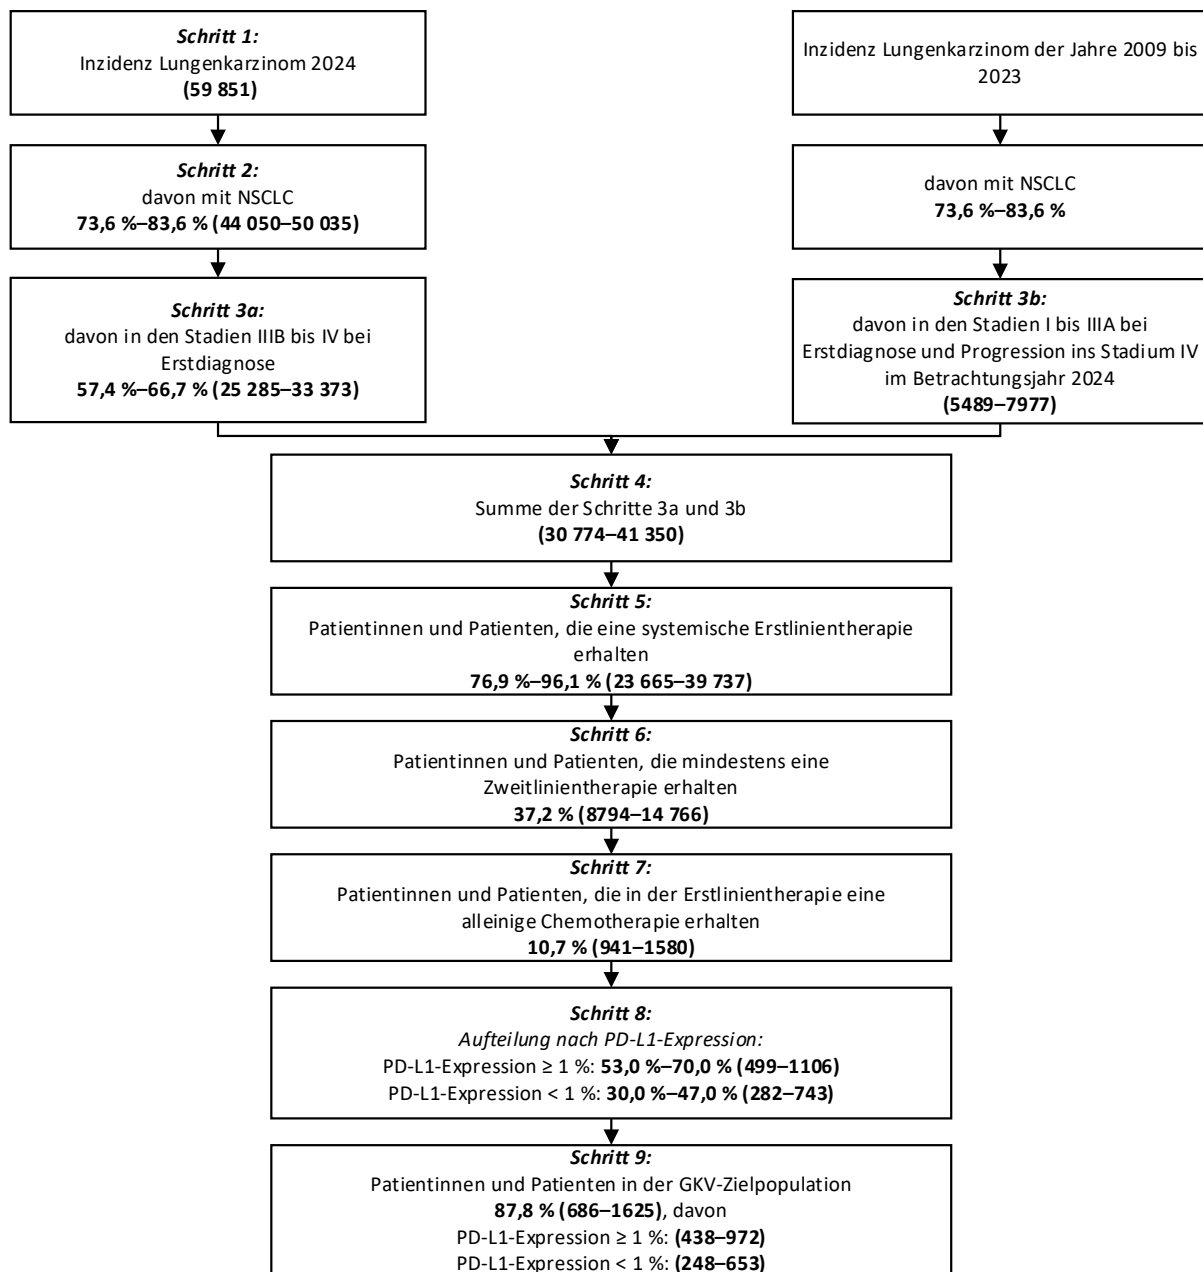 Schritt 1:
Inzidenz Lungenkarzinom 2024
(59 851)
Inzidenz Lungenkarzinom der Jahre 2009 bis
2023
Schritt 2:
davon mit NSCLC
73,6 %–83,6 % (44 050–50 035)
davon mit NSCLC
73,6 %–83,6 %
Schritt 3a:
davon in den Stadien IIIB bis IV bei
Erstdiagnose
57,4 %–66,7 % (25 285–33 373)
Schritt 3b:
davon in den Stadien I bis IIIA bei
Erstdiagnose und Progression ins Stadium IV
im Betrachtungsjahr 2024
(5489–7977)
Schritt 4:
Summe der Schritte 3a und 3b
(30 774–41 350)
Schritt 5:
Patientinnen und Patienten, die eine systemische Erstlinientherapie
erhalten
76,9 %–96,1 % (23 665–39 737)
Schritt 6:
Patientinnen und Patienten, die mindestens eine
Zweitlinientherapie erhalten
37,2 % (8794–14 766)
Schritt 7:
Patientinnen und Patienten, die in der Erstlinientherapie eine
alleinige Chemotherapie erhalten
10,7 % (941–1580)
Schritt 8:
Aufteilung nach PD-L1-Expression:
PD-L1-Expression ≥ 1 %: 53,0 %–70,0 % (499–1106)
PD-L1-Expression < 1 %: 30,0 %–47,0 % (282–743)
Schritt 9:
Patientinnen und Patienten in der GKV-Zielpopulation
87,8 % (686–1625), davon
PD-L1-Expression ≥ 1 %: (438–972)
PD-L1-Expression < 1 %: (248–653)